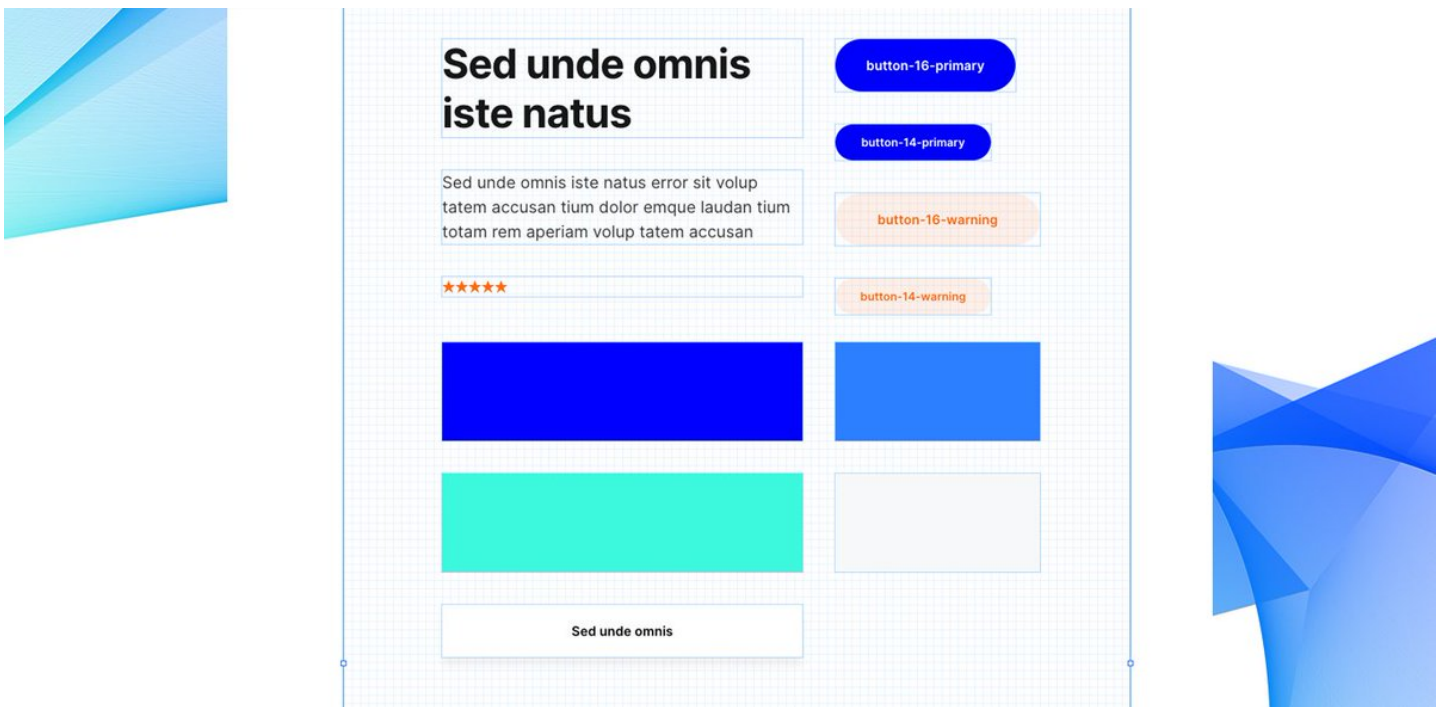 Sed unde omnis
iste natus
Sed unde omnis iste natus error sit volup
tatem accusan tium dolor emque laudan tium
totam rem aperiam volup tatem accusan
★★★★★
button-16-primary
button-14-primary
button-16-warning
button-14-warning
Sed unde omnis